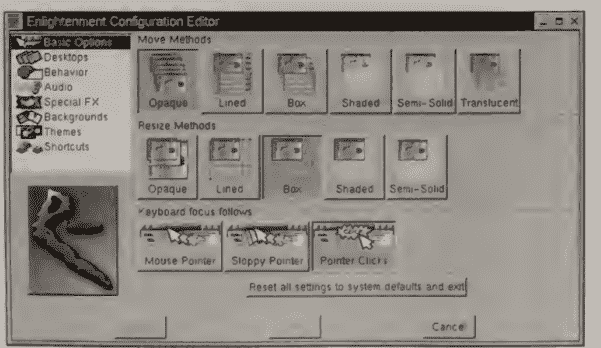 Enlightenment Configuration Editor
Basic Options
Desktops
Behavior
Audio
Special FX
Backgrounds
Themes
Shortcuts
Move Methods
Opaque Lined Box Shaded Semi-Solid Translucent
Resize Methods
Opaque Lined Box Shaded Semi-Solid
Keyboard focus follows
Mouse Pointer Sloppy Pointer Pointer Clicks
Reset all settings to system defaults and exit
Cancel